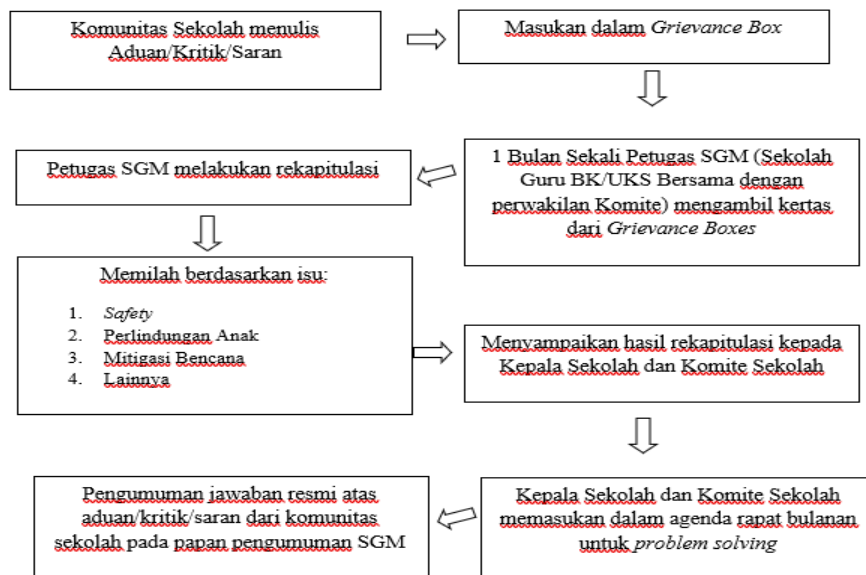 Komunitas Sekolah menulis
Aduan/Kritik/Saran
Masukan dalam Grievance Box
1 Bulan Sekali Petugas SGM (Sekolah
Guru BK/UKS Bersama dengan
perwakilan Komite) mengambil kertas
dari Grievance Boxes
Petugas SGM melakukan rekapitulasi
Memilah berdasarkan isu:
1. Safety
2. Perlindungan Anak
3. Mitigasi Bencana
4. Lainnya
Menyampaikan hasil rekapitulasi kepada
Kepala Sekolah dan Komite Sekolah
Kepala Sekolah dan Komite Sekolah
memasukan dalam agenda rapat bulanan
untuk problem solving
Pengumuman jawaban resmi atas
aduan/kritik/saran dari komunitas
sekolah pada papan pengumuman SGM